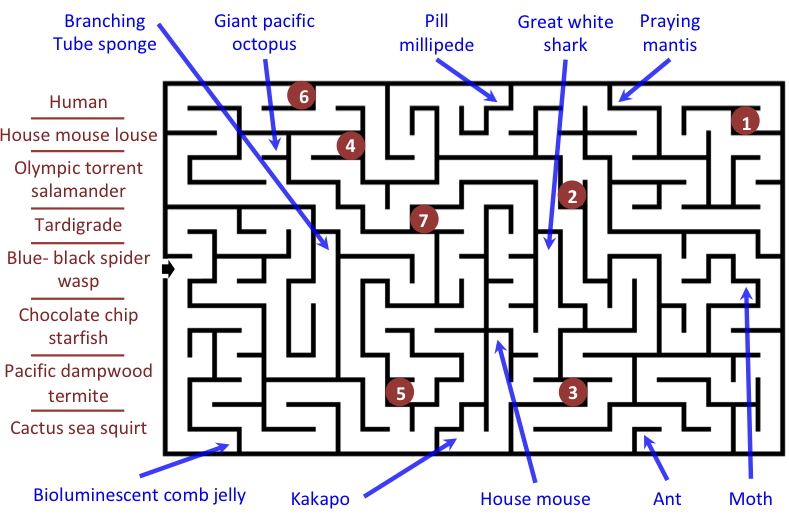 Branching
Tube sponge
Giant pacific
octopus
Pill
millipede
Great white
shark
Praying
mantis
Human
House mouse louse
Olympic torrent
salamander
Tardigrade
Blue- black spider
wasp
Chocolate chip
starfish
Pacific dampwood
termite
Cactus sea squirt
6
1
4
2
7
5
3
Bioluminescent comb jelly
Kakapo
House mouse
Ant
Moth